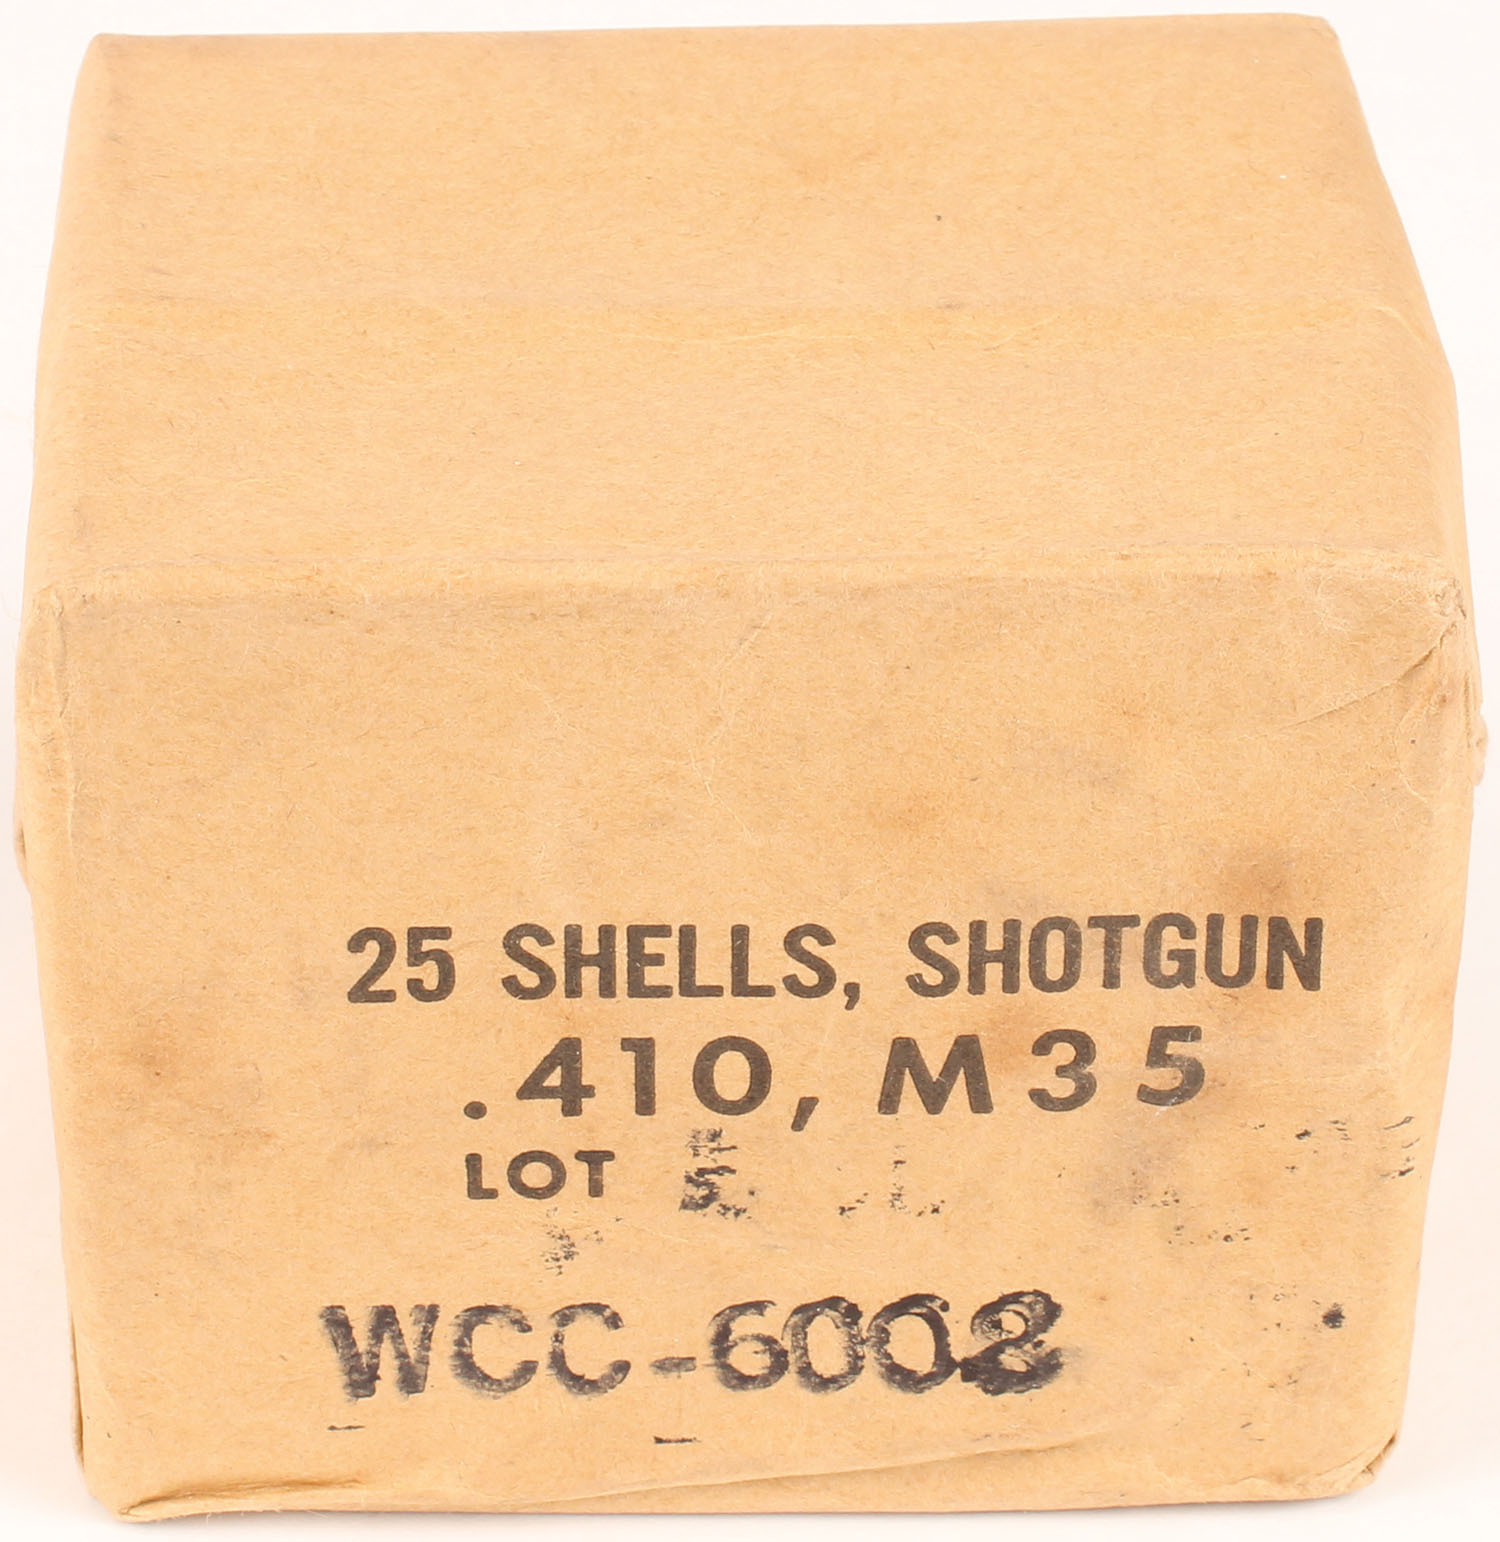 25 SHELLS, SHOTGUN
.410, M35
LOT
WCC-6002